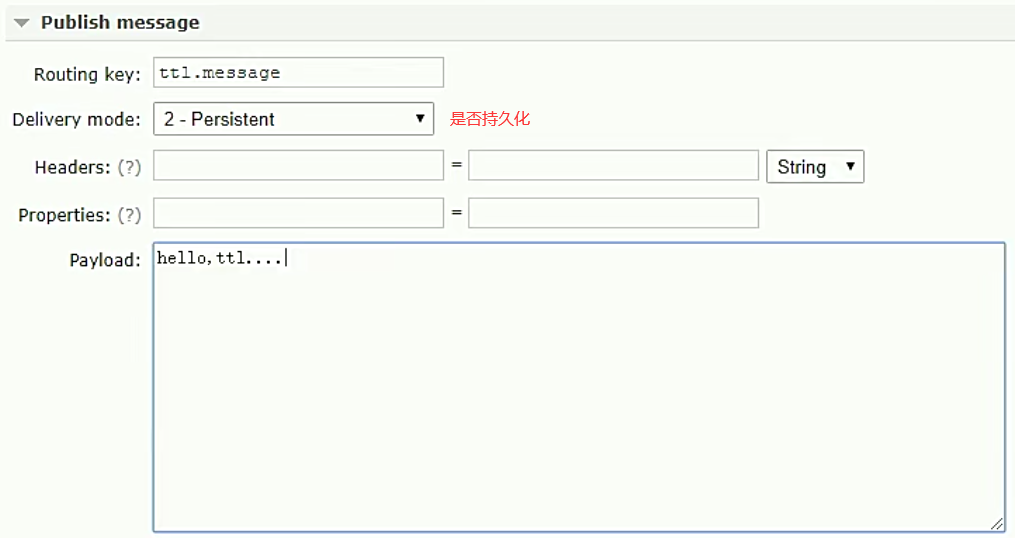 Publish message
Routing key: ttl.message
Delivery mode: 2 - Persistent 是否持久化
Headers: (?) = String
Properties: (?) =
Payload: hello,ttl....